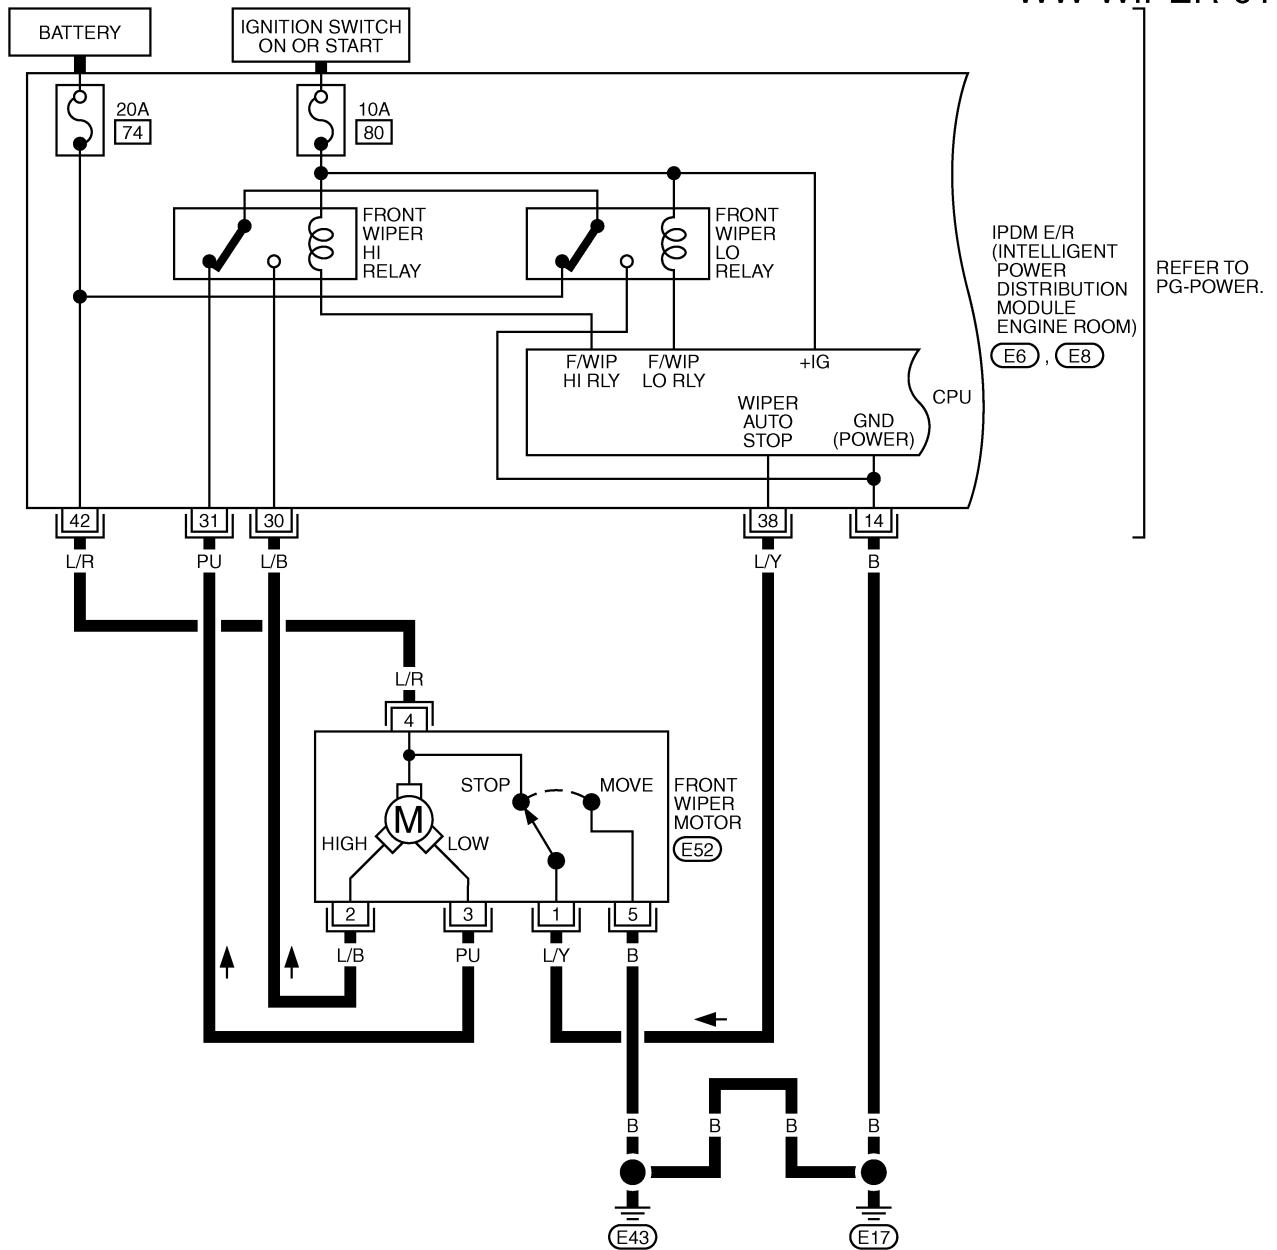 BATTERY
IGNITION SWITCH
ON OR START
20A
74
10A
80
FRONT
WIPER
HI
RELAY
FRONT
WIPER
LO
RELAY
IPDM E/R
(INTELLIGENT
POWER
DISTRIBUTION
MODULE
ENGINE ROOM)
E6 , E8
REFER TO
PG-POWER.
F/WIP
HI RLY
F/WIP
LO RLY
+IG
CPU
WIPER
AUTO
STOP
GND
(POWER)
42
31
30
38
14
L/R
PU
L/B
L/Y
B
L/R
4
STOP
MOVE
FRONT
WIPER
MOTOR
E52
M
HIGH
LOW
2
3
1
5
L/B
PU
L/Y
B
B
B
B
B
E43
E17